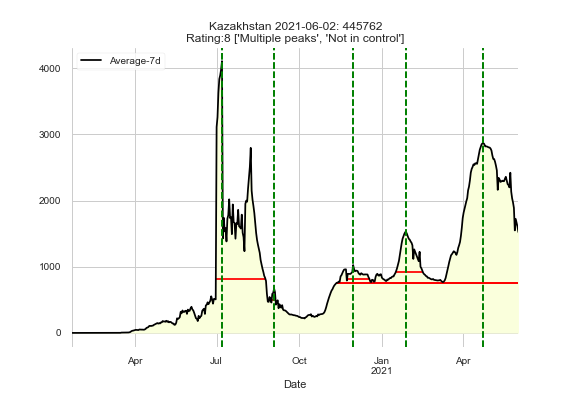 Kazakhstan 2021-06-02: 445762
Rating:8 ['Multiple peaks', 'Not in control']
Average-7d
4000
3000
2000
1000
0
Apr
Jul
Oct
Jan
2021
Apr
Date